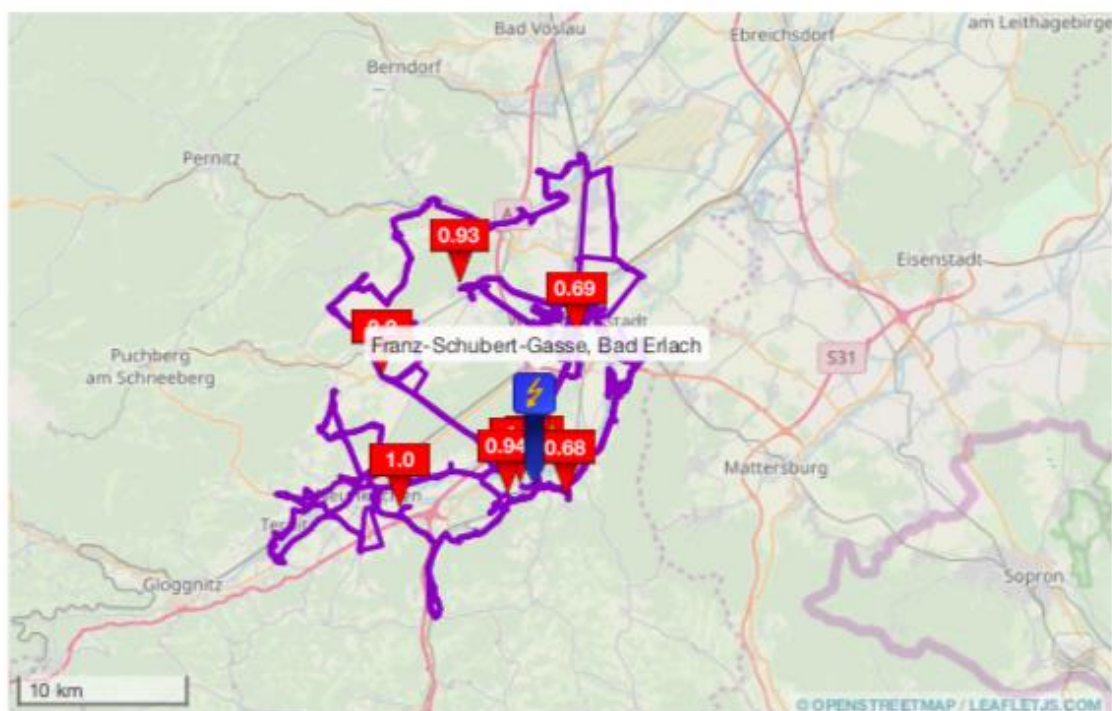 am Leithagebirge
Bad Vöslau
Ebreichsdorf
Berndorf
Pernitz
0.93
0.69
Eisenstadt
Franz-Schubert-Gasse, Bad Erlach
Puchberg
am Schneeberg
S31
0.94
0.68
1.0
Mattersburg
Gloggnitz
Sopron
10 km
© OPENSTREETMAP / LEAFLETJS.COM